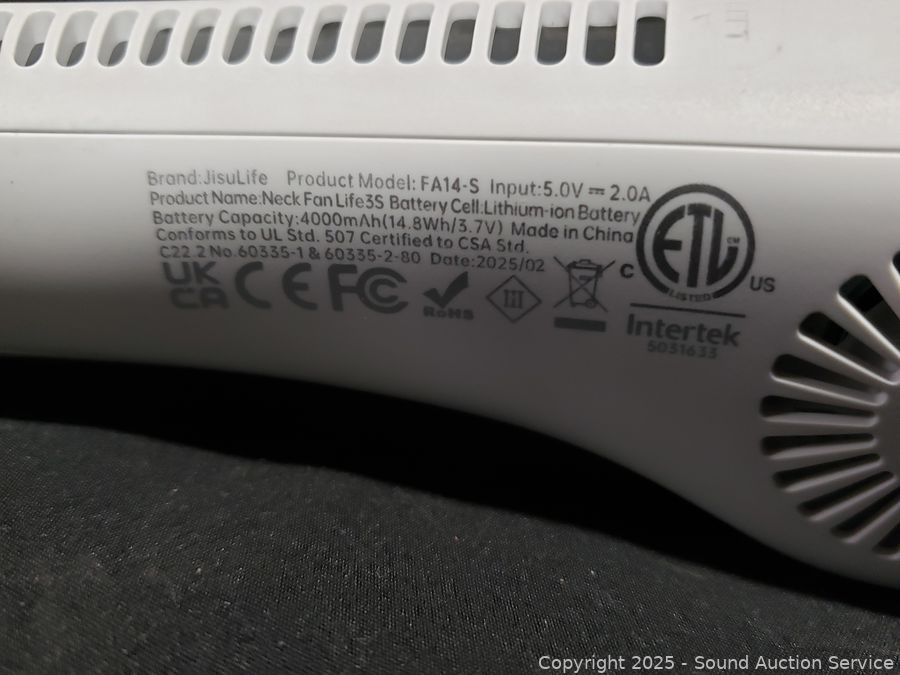 Brand:JisuLife Product Model: FA14-S Input:5.0V ⎓ 2.0A
Product Name:Neck Fan Life3S Battery Cell:Lithium-ion Battery
Battery Capacity:4000mAh(14.8Wh/3.7V) Made in China
Conforms to UL Std. 507 Certified to CSA Std.
C22.2 No.60335-1 & 60335-2-80 Date:2025/02
UK
CA CE FC RoHS III
C ETL CM US
LISTED
Intertek
5031633
Copyright 2025 - Sound Auction Service